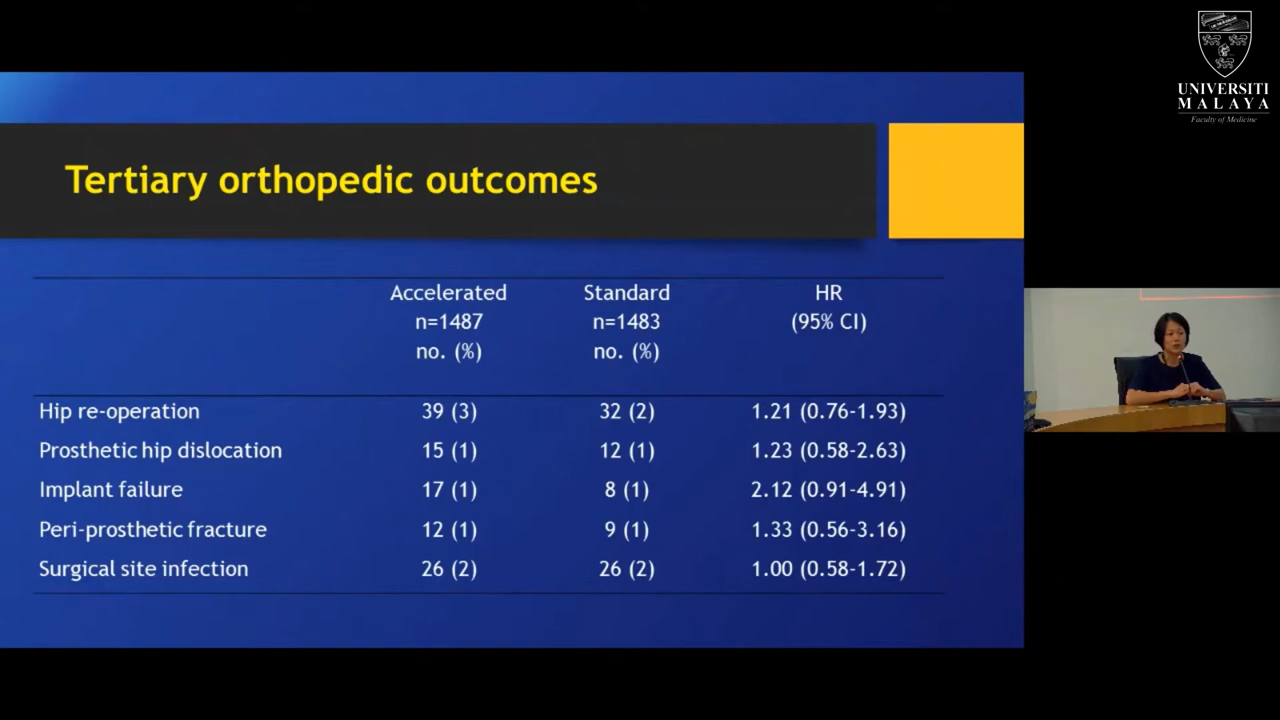 UNIVERSITI
MALAYA
Faculty of Medicine
Tertiary orthopedic outcomes
Accelerated Standard HR
n=1487 n=1483 (95% CI)
no. (%) no. (%)
Hip re-operation 39 (3) 32 (2) 1.21 (0.76-1.93)
Prosthetic hip dislocation 15 (1) 12 (1) 1.23 (0.58-2.63)
Implant failure 17 (1) 8 (1) 2.12 (0.91-4.91)
Peri-prosthetic fracture 12 (1) 9 (1) 1.33 (0.56-3.16)
Surgical site infection 26 (2) 26 (2) 1.00 (0.58-1.72)